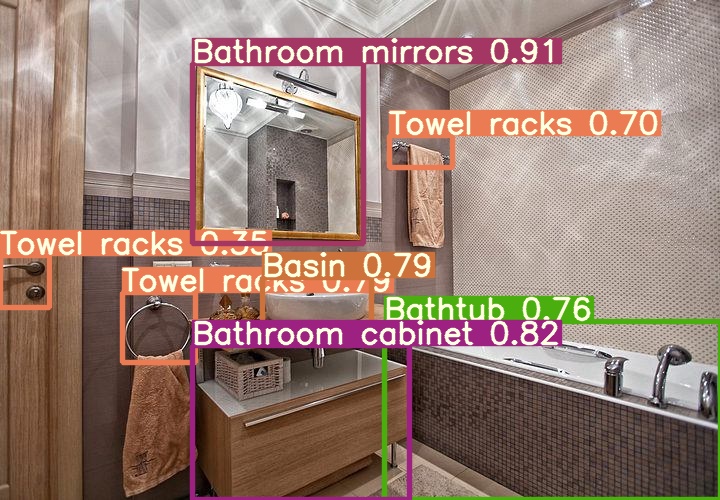 Bathroom mirrors 0.91
Towel racks 0.70
Towel racks 0.35
Basin 0.79
Towel racks 0.79
Bathtub 0.76
Bathroom cabinet 0.82